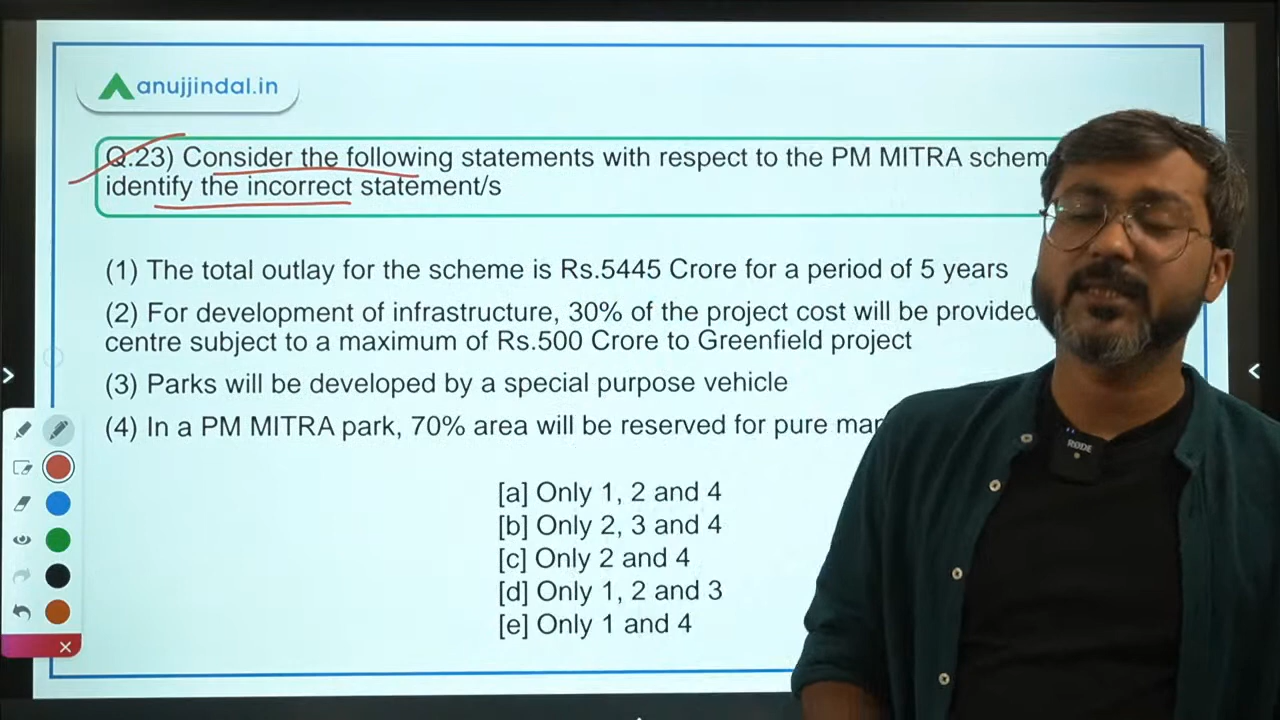 anujjindal.in
Q.23) Consider the following statements with respect to the PM MITRA
identify the incorrect statement/s
(1) The total outlay for the scheme is Rs.5445 Crore for a period of 5 years
(2) For development of infrastructure, 30% of the project cost will be provided
centre subject to a maximum of Rs.500 Crore to Greenfield project
(3) Parks will be developed by a special purpose vehicle
(4) In a PM MITRA park, 70% area will be reserved for pure
[a] Only 1, 2 and 4
[b] Only 2, 3 and 4
[c] Only 2 and 4
[d] Only 1, 2 and 3
[e] Only 1 and 4
RØDE